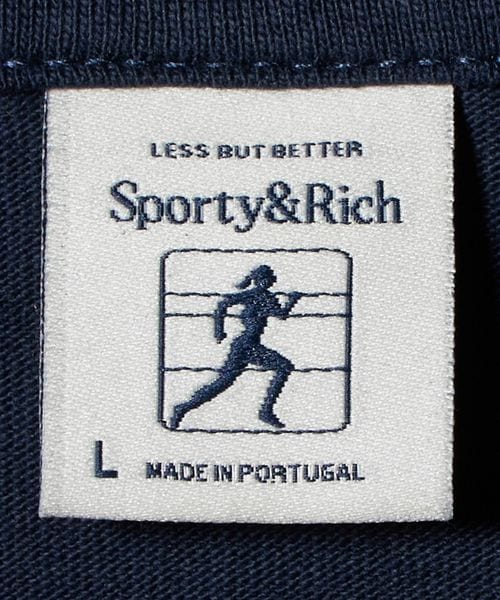 LESS BUT BETTER
Sporty&Rich
L MADE IN PORTUGAL